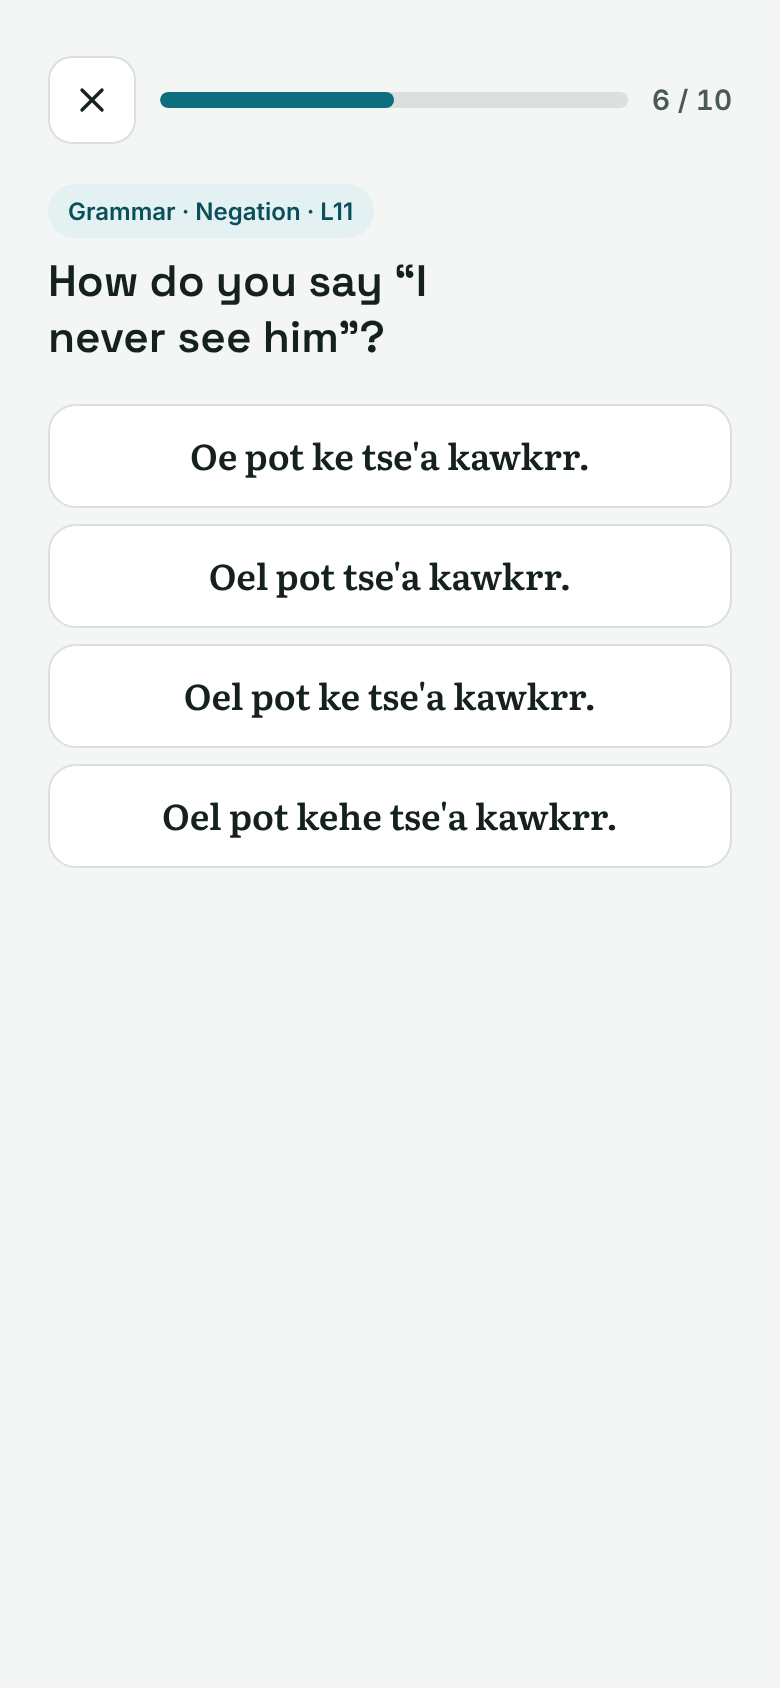 6 / 10
Grammar · Negation · L11
How do you say “I
never see him”?
Oe pot ke tse'a kawkrr.
Oel pot tse'a kawkrr.
Oel pot ke tse'a kawkrr.
Oel pot kehe tse'a kawkrr.